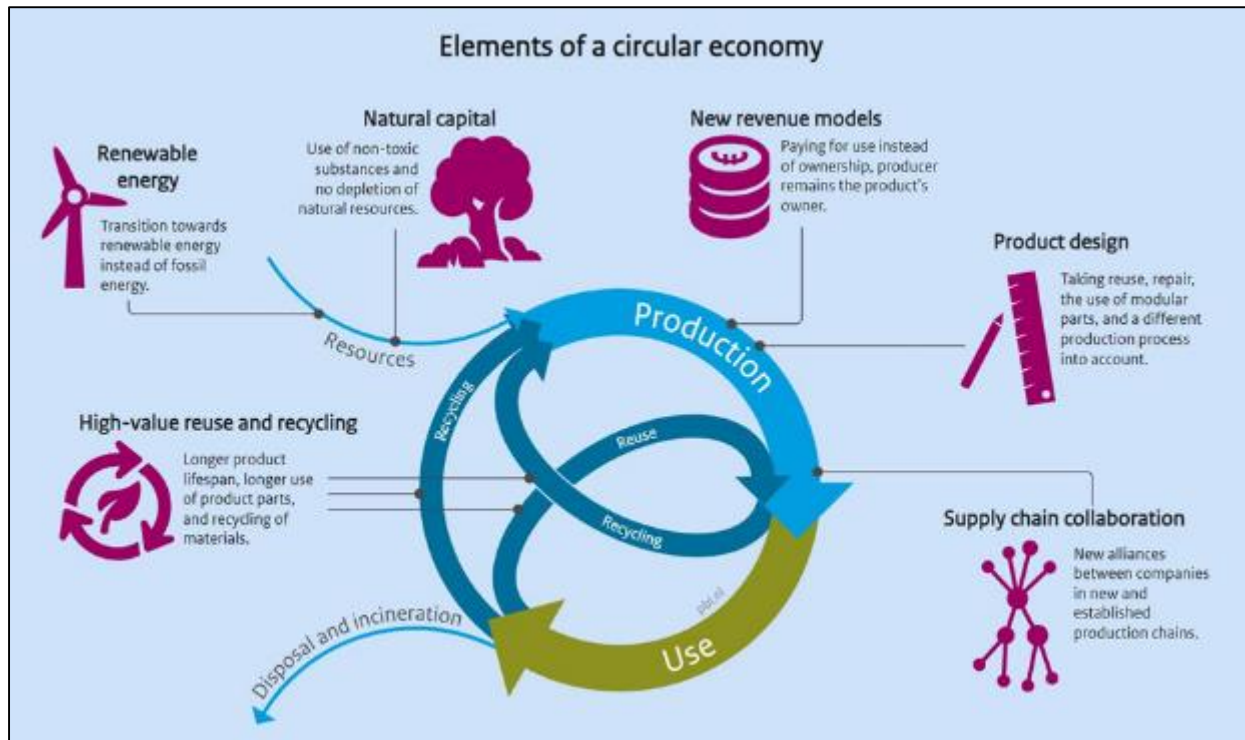 Elements of a circular economy
Renewable
energy
Transition towards
renewable energy
instead of fossil
energy.
Natural capital
Use of non-toxic
substances and
no depletion of
natural resources.
New revenue models
Paying for use instead
of ownership, producer
remains the product's
owner.
Product design
Taking reuse, repair,
the use of modular
parts, and a different
production process
into account.
Resources
Production
High-value reuse and recycling
Longer product
lifespan, longer use
of product parts,
and recycling of
materials.
Recycling
Reuse
Recycling
Supply chain collaboration
New alliances
between companies
in new and
established
production chains.
pbl.nl
Use
Disposal and incineration